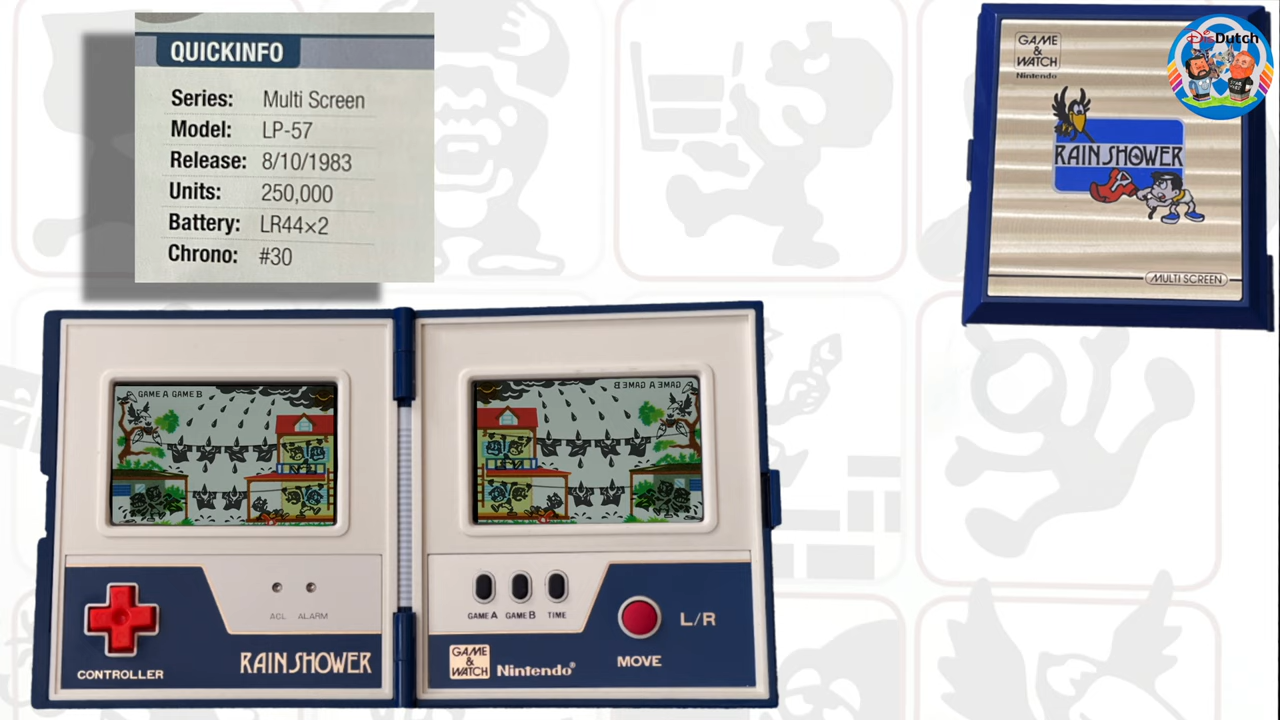 QUICKINFO
Series: Multi Screen
Model: LP-57
Release: 8/10/1983
Units: 250,000
Battery: LR44×2
Chrono: #30
GAME
&
WATCH
Nintendo
RAIN SHOWER
MULTI SCREEN
DisDutch
GAME A GAME B
GAME A GAME B
ACL ALARM
CONTROLLER
RAIN SHOWER
GAME A GAME B TIME
GAME
&
WATCH
Nintendo®
L/R
MOVE